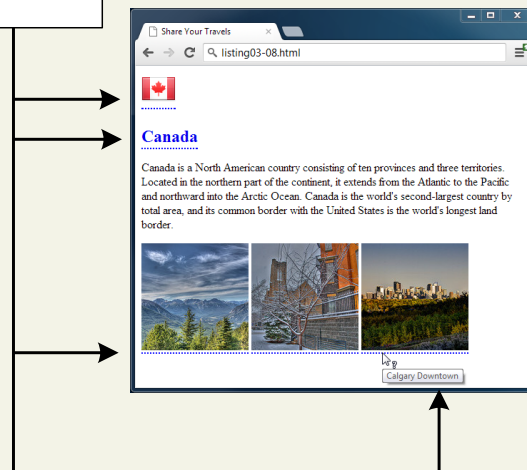 Share Your Travels
listing03-08.html
Canada
Canada is a North American country consisting of ten provinces and three territories.
Located in the northern part of the continent, it extends from the Atlantic to the Pacific
and northward into the Arctic Ocean. Canada is the world's second-largest country by
total area, and its common border with the United States is the world's longest land
border.
Calgary Downtown